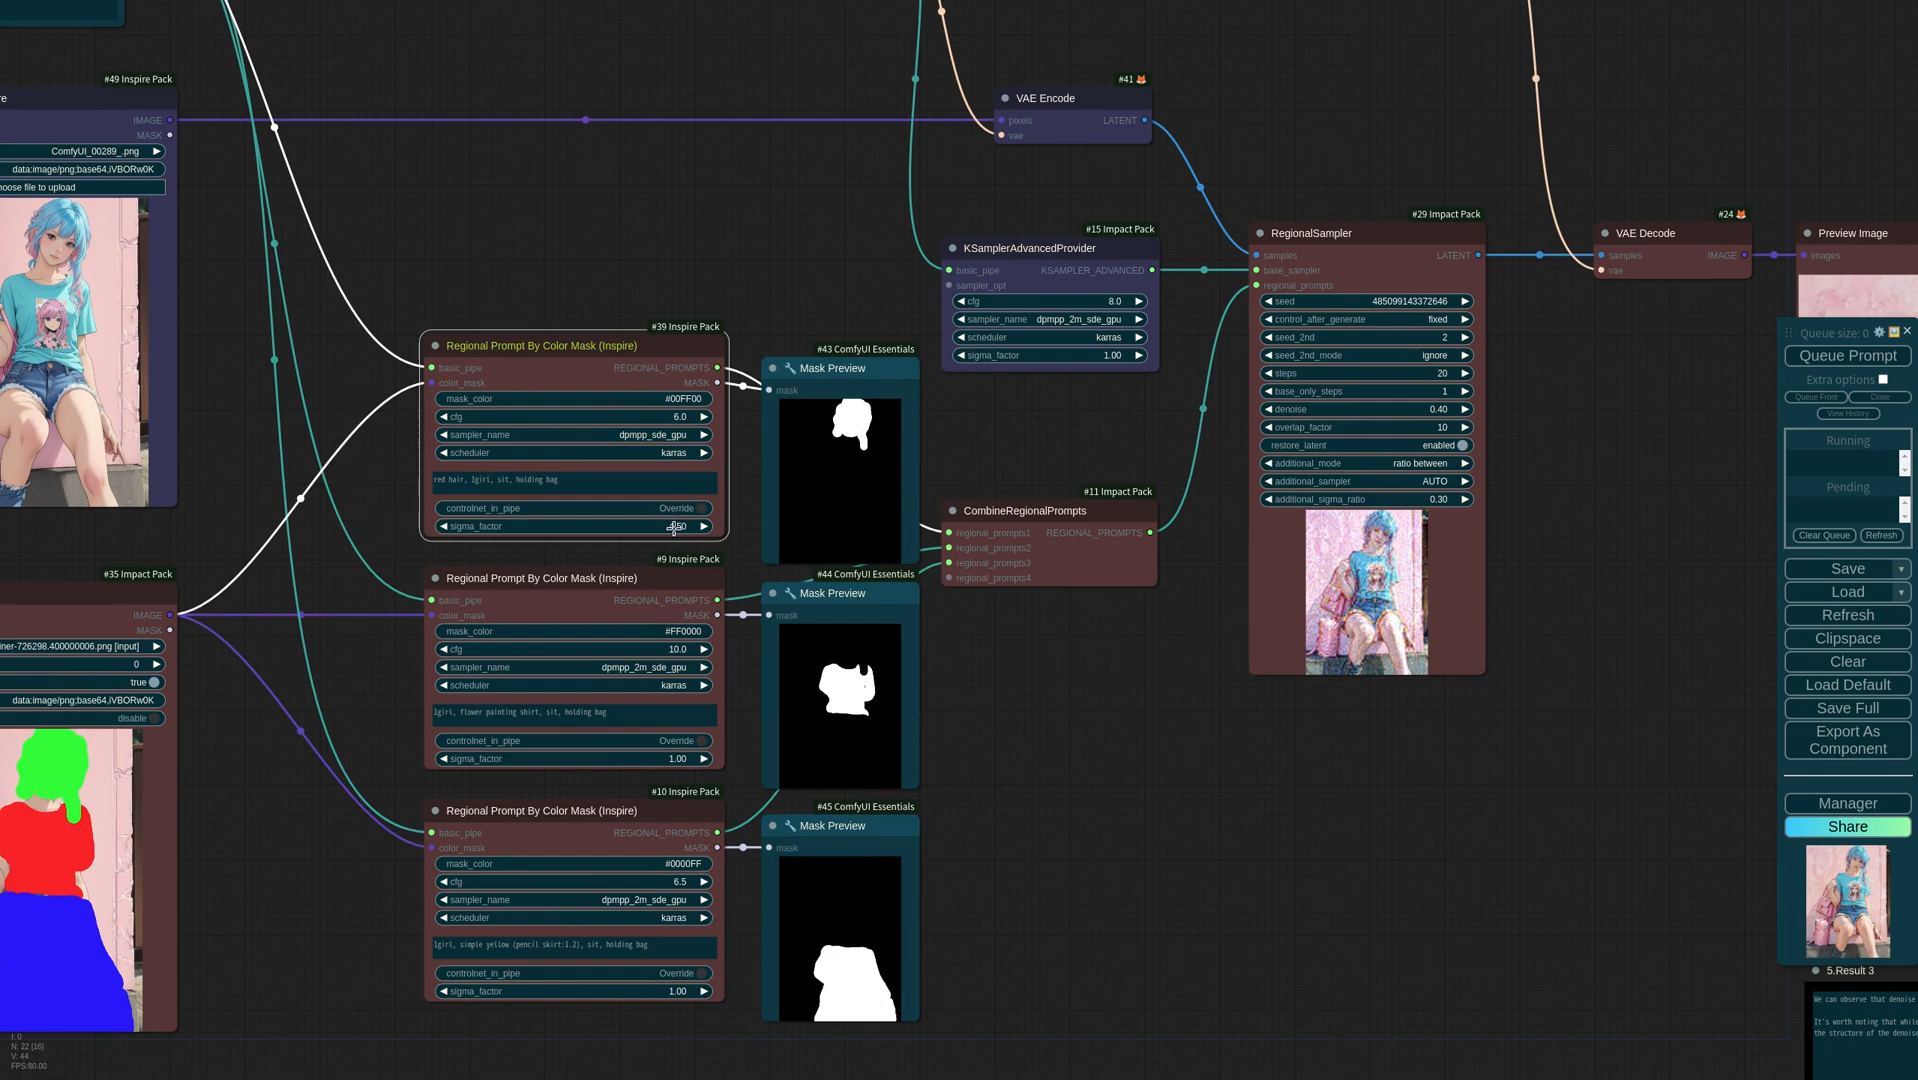 #49 Inspire Pack
re
IMAGE
MASK
ComfyUI_00289_.png
data:image/png;base64,iVBORw0K
hoose file to upload
#35 Impact Pack
IMAGE
MASK
iner-726298.400000006.png [input]
0
true
data:image/png;base64,iVBORw0K
disable
I: 0
N: 22 [16]
V: 44
FPS:80.00
#39 Inspire Pack
Regional Prompt By Color Mask (Inspire)
basic_pipe REGIONAL_PROMPTS
color_mask MASK
mask_color #00FF00
cfg 6.0
sampler_name dpmpp_sde_gpu
scheduler karras
red hair, 1girl, sit, holding bag
controlnet_in_pipe Override
sigma_factor
#9 Inspire Pack
Regional Prompt By Color Mask (Inspire)
basic_pipe REGIONAL_PROMPTS
color_mask MASK
mask_color #FF0000
cfg 10.0
sampler_name dpmpp_2m_sde_gpu
scheduler karras
1girl, flower painting shirt, sit, holding bag
controlnet_in_pipe Override
sigma_factor 1.00
#10 Inspire Pack
Regional Prompt By Color Mask (Inspire)
basic_pipe REGIONAL_PROMPTS
color_mask MASK
mask_color #0000FF
cfg 6.5
sampler_name dpmpp_2m_sde_gpu
scheduler karras
1girl, simple yellow (pencil skirt:1.2), sit, holding bag
controlnet_in_pipe Override
sigma_factor 1.00
#43 ComfyUI Essentials
🔧 Mask Preview
mask
#44 ComfyUI Essentials
🔧 Mask Preview
mask
#45 ComfyUI Essentials
🔧 Mask Preview
mask
#41 🦊
VAE Encode
pixels LATENT
vae
#15 Impact Pack
KSamplerAdvancedProvider
basic_pipe KSAMPLER_ADVANCED
sampler_opt
cfg 8.0
sampler_name dpmpp_2m_sde_gpu
scheduler karras
sigma_factor 1.00
#11 Impact Pack
CombineRegionalPrompts
regional_prompts1 REGIONAL_PROMPTS
regional_prompts2
regional_prompts3
regional_prompts4
#29 Impact Pack
RegionalSampler
samples LATENT
base_sampler
regional_prompts
seed 485099143372646
control_after_generate fixed
seed_2nd 2
seed_2nd_mode ignore
steps 20
base_only_steps 1
denoise 0.40
overlap_factor 10
restore_latent enabled
additional_mode ratio between
additional_sampler AUTO
additional_sigma_ratio 0.30
#24 🦊
VAE Decode
samples IMAGE
vae
Preview Image
images
Queue size: 0
Queue Prompt
Extra options
Queue Front Close
View History
Running
Pending
Clear Queue Refresh
Save
Load
Refresh
Clipspace
Clear
Load Default
Save Full
Export As
Component
Manager
Share
5.Result 3
We can observe that denoise
It's worth noting that while
the structure of the denoise